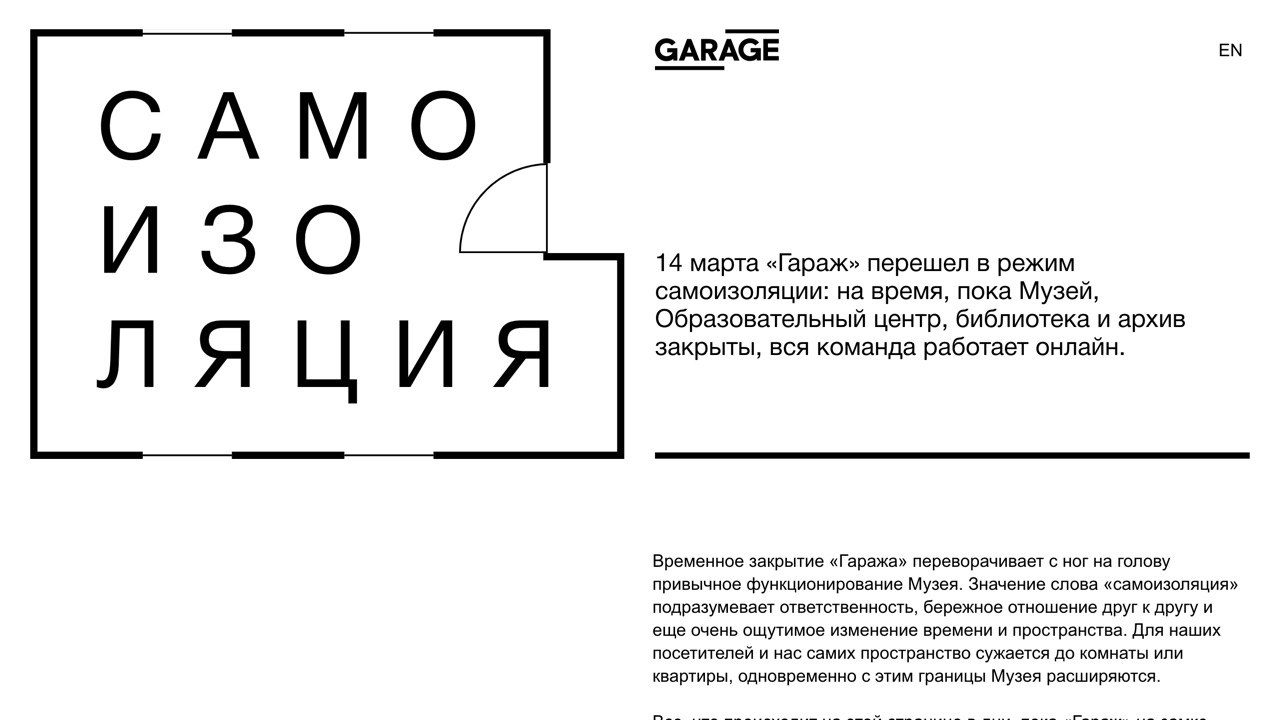 САМО
ИЗО
ЛЯЦИЯ
GARAGE
EN
14 марта «Гараж» перешел в режим
самоизоляции: на время, пока Музей,
Образовательный центр, библиотека и архив
закрыты, вся команда работает онлайн.
Временное закрытие «Гаража» переворачивает с ног на голову
привычное функционирование Музея. Значение слова «самоизоляция»
подразумевает ответственность, бережное отношение друг к другу и
еще очень ощутимое изменение времени и пространства. Для наших
посетителей и нас самих пространство сужается до комнаты или
квартиры, одновременно с этим границы Музея расширяются.